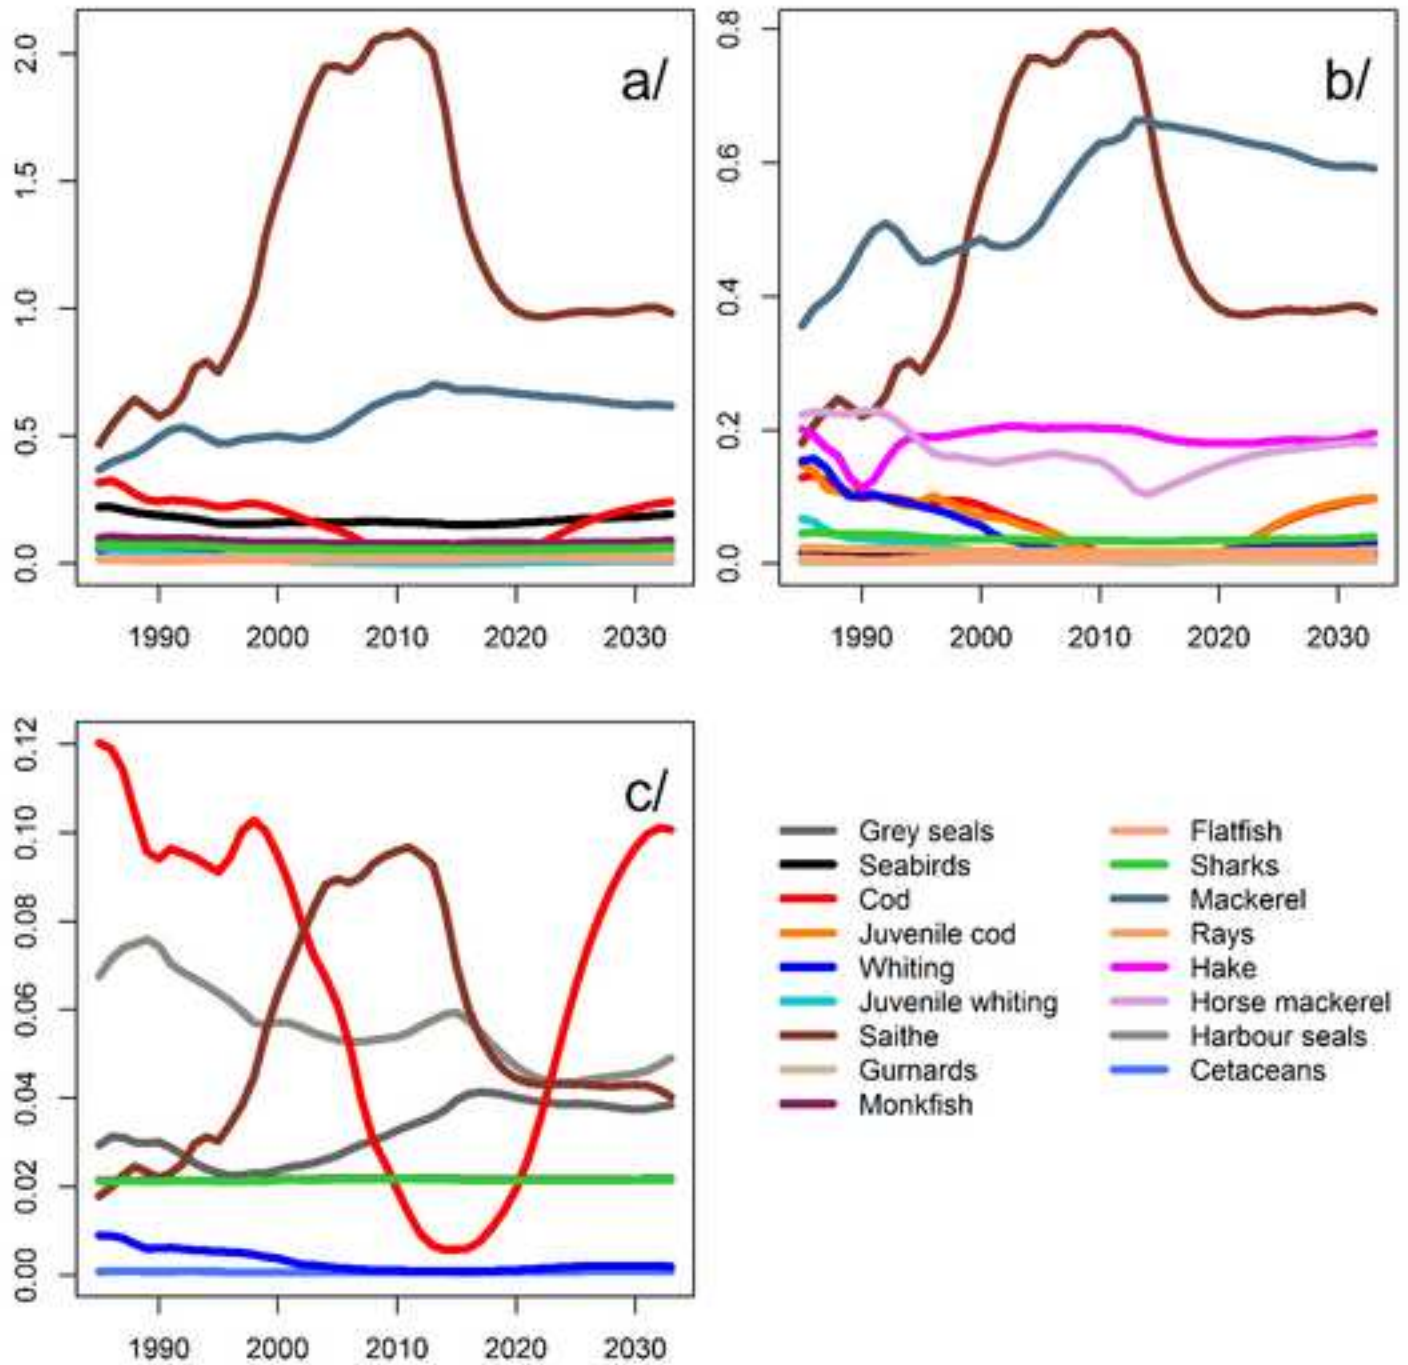 a/
2.0
1.5
1.0
0.5
0.0
1990 2000 2010 2020 2030
b/
0.8
0.6
0.4
0.2
0.0
1990 2000 2010 2020 2030
c/
0.12
0.10
0.08
0.06
0.04
0.02
0.00
1990 2000 2010 2020 2030
Grey seals
Seabirds
Cod
Juvenile cod
Whiting
Juvenile whiting
Saithe
Gurnards
Monkfish
Flatfish
Sharks
Mackerel
Rays
Hake
Horse mackerel
Harbour seals
Cetaceans